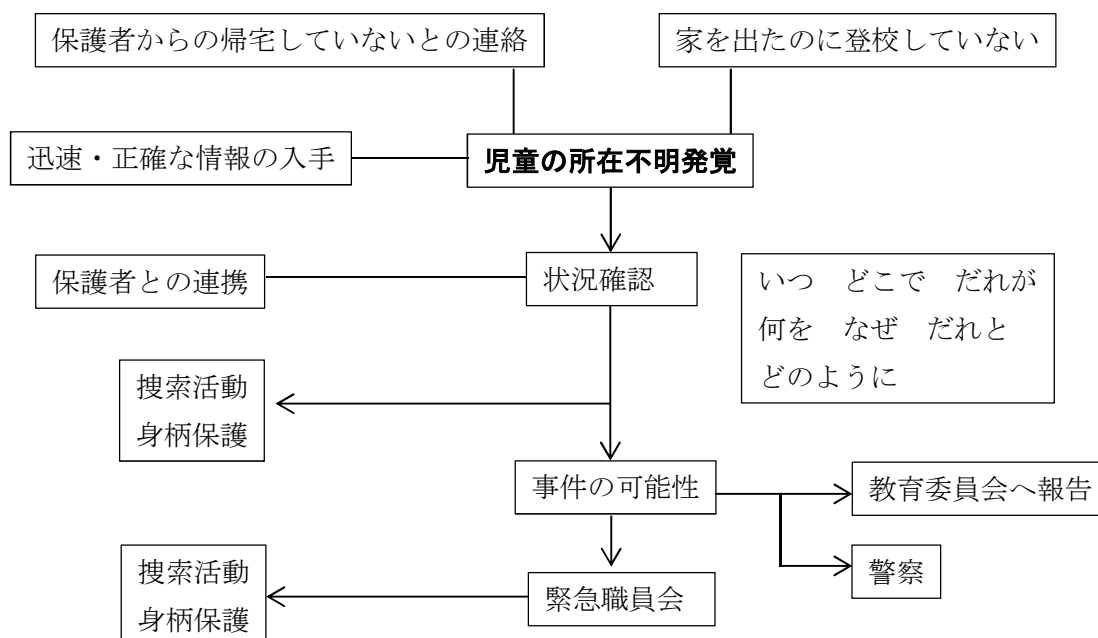 保護者からの帰宅していないとの連絡
家を出たのに登校していない
迅速・正確な情報の入手
児童の所在不明発覚
保護者との連携
状況確認
いつ　どこで　だれが
何を　なぜ　だれと
どのように
捜索活動
身柄保護
事件の可能性
教育委員会へ報告
警察
捜索活動
身柄保護
緊急職員会